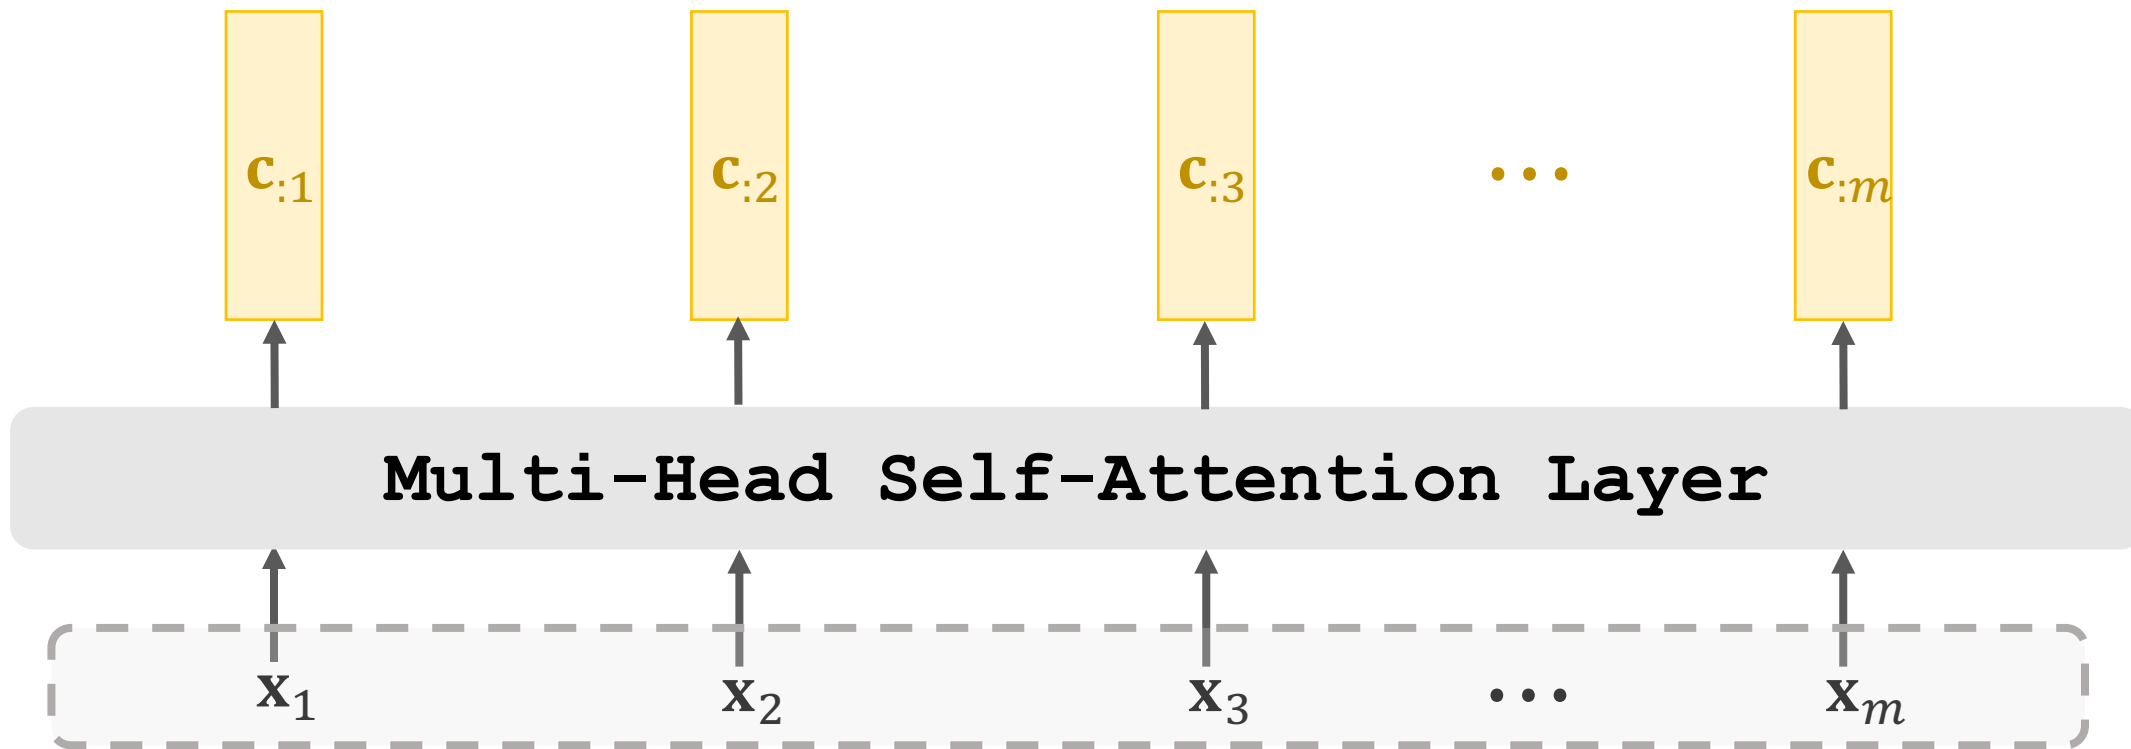 c:1 c:2 c:3 ··· c:m
Multi-Head Self-Attention Layer
x1 x2 x3 ··· xm